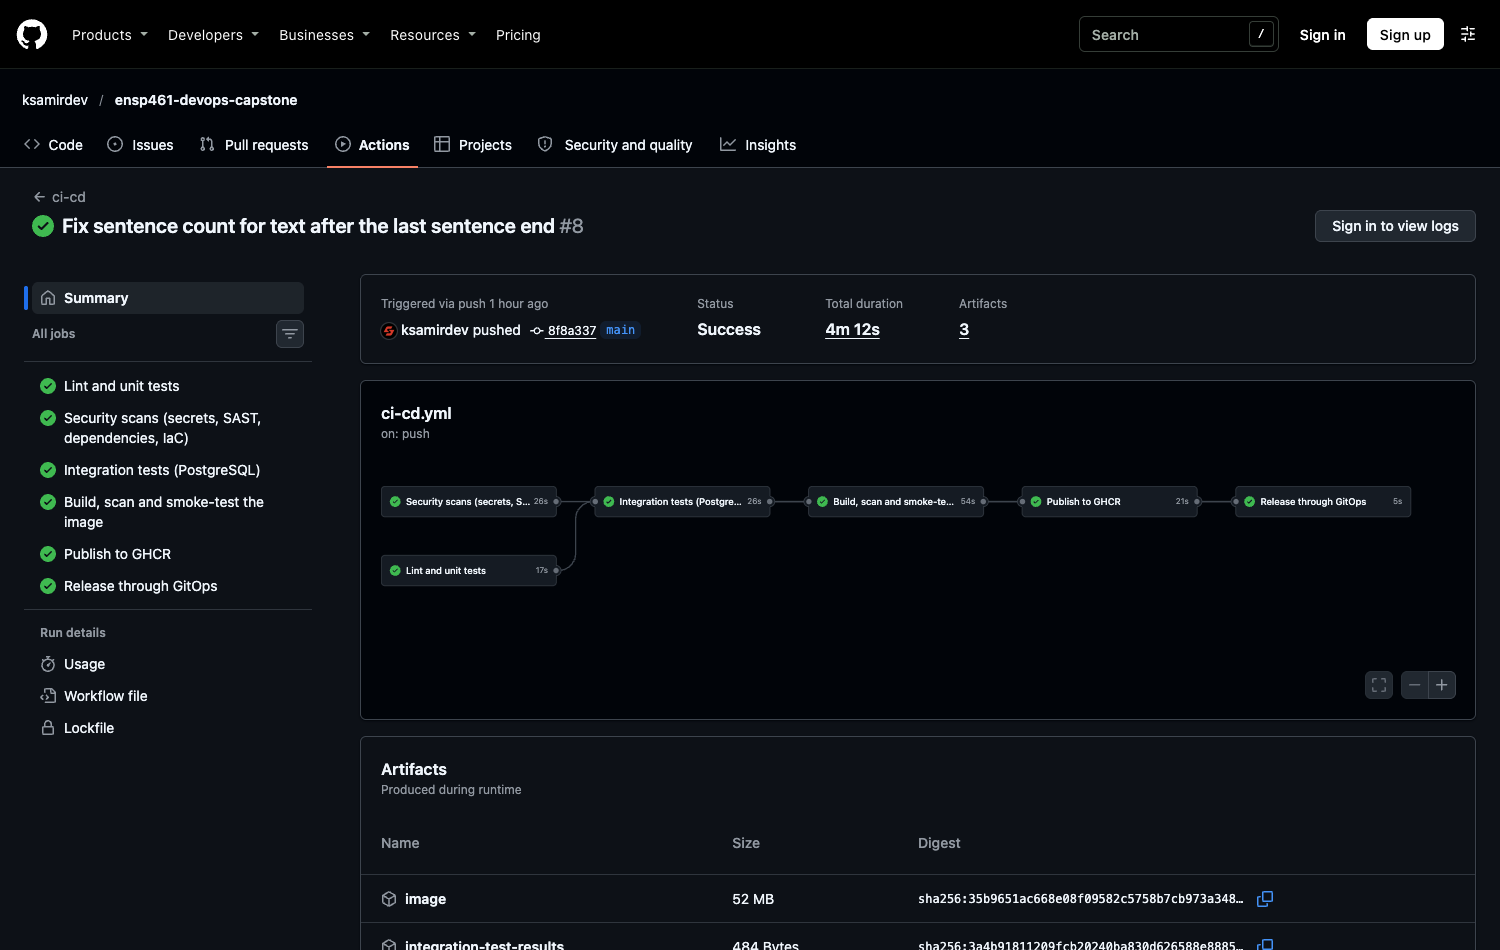 Products Developers Businesses Resources Pricing Search / Sign in Sign up
ksamirdev / ensp461-devops-capstone
Code Issues Pull requests Actions Projects Security and quality Insights
ci-cd
Fix sentence count for text after the last sentence end #8
Sign in to view logs
Summary
All jobs
Lint and unit tests
Security scans (secrets, SAST,
dependencies, IaC)
Integration tests (PostgreSQL)
Build, scan and smoke-test the
image
Publish to GHCR
Release through GitOps
Run details
Usage
Workflow file
Lockfile
Triggered via push 1 hour ago
ksamirdev pushed 8f8a337 main
Status
Success
Total duration
4m 12s
Artifacts
3
ci-cd.yml
on: push
Security scans (secrets, S... 26s
Integration tests (Postgre... 26s
Build, scan and smoke-te... 54s
Publish to GHCR 21s
Release through GitOps 5s
Lint and unit tests 17s
Artifacts
Produced during runtime
Name Size Digest
image 52 MB sha256:35b9651ac668e08f09582c5758b7cb973a348…
integration-test-results 484 Bytes sha256:3a4b91811209fcb20240ba830d626588e8885…